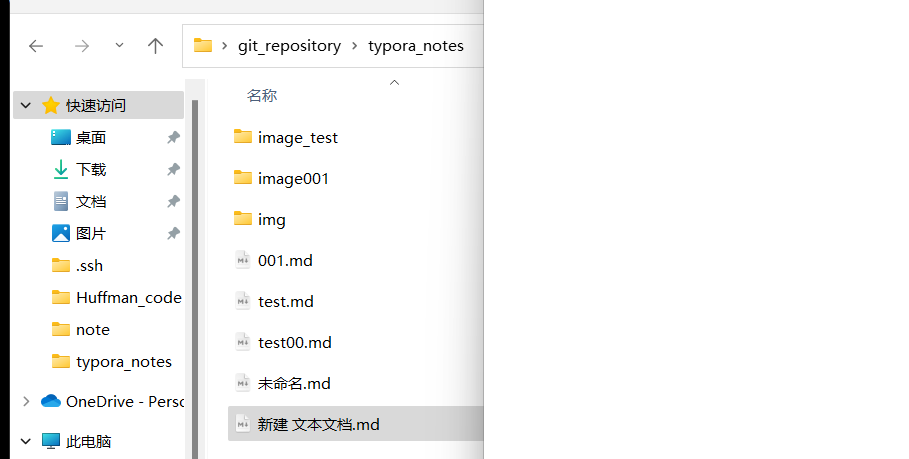 git_repository > typora_notes
名称
快速访问
桌面
下载
文档
图片
.ssh
Huffman_code
note
typora_notes
OneDrive - Perso
此电脑
image_test
image001
img
001.md
test.md
test00.md
未命名.md
新建 文本文档.md